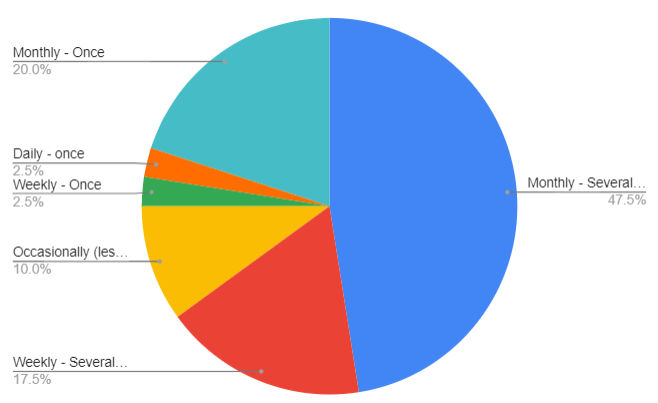 Monthly - Once
20.0%
Daily - once
2.5%
Weekly - Once
2.5%
Occasionally (les…
10.0%
Weekly - Several…
17.5%
Monthly - Several…
47.5%